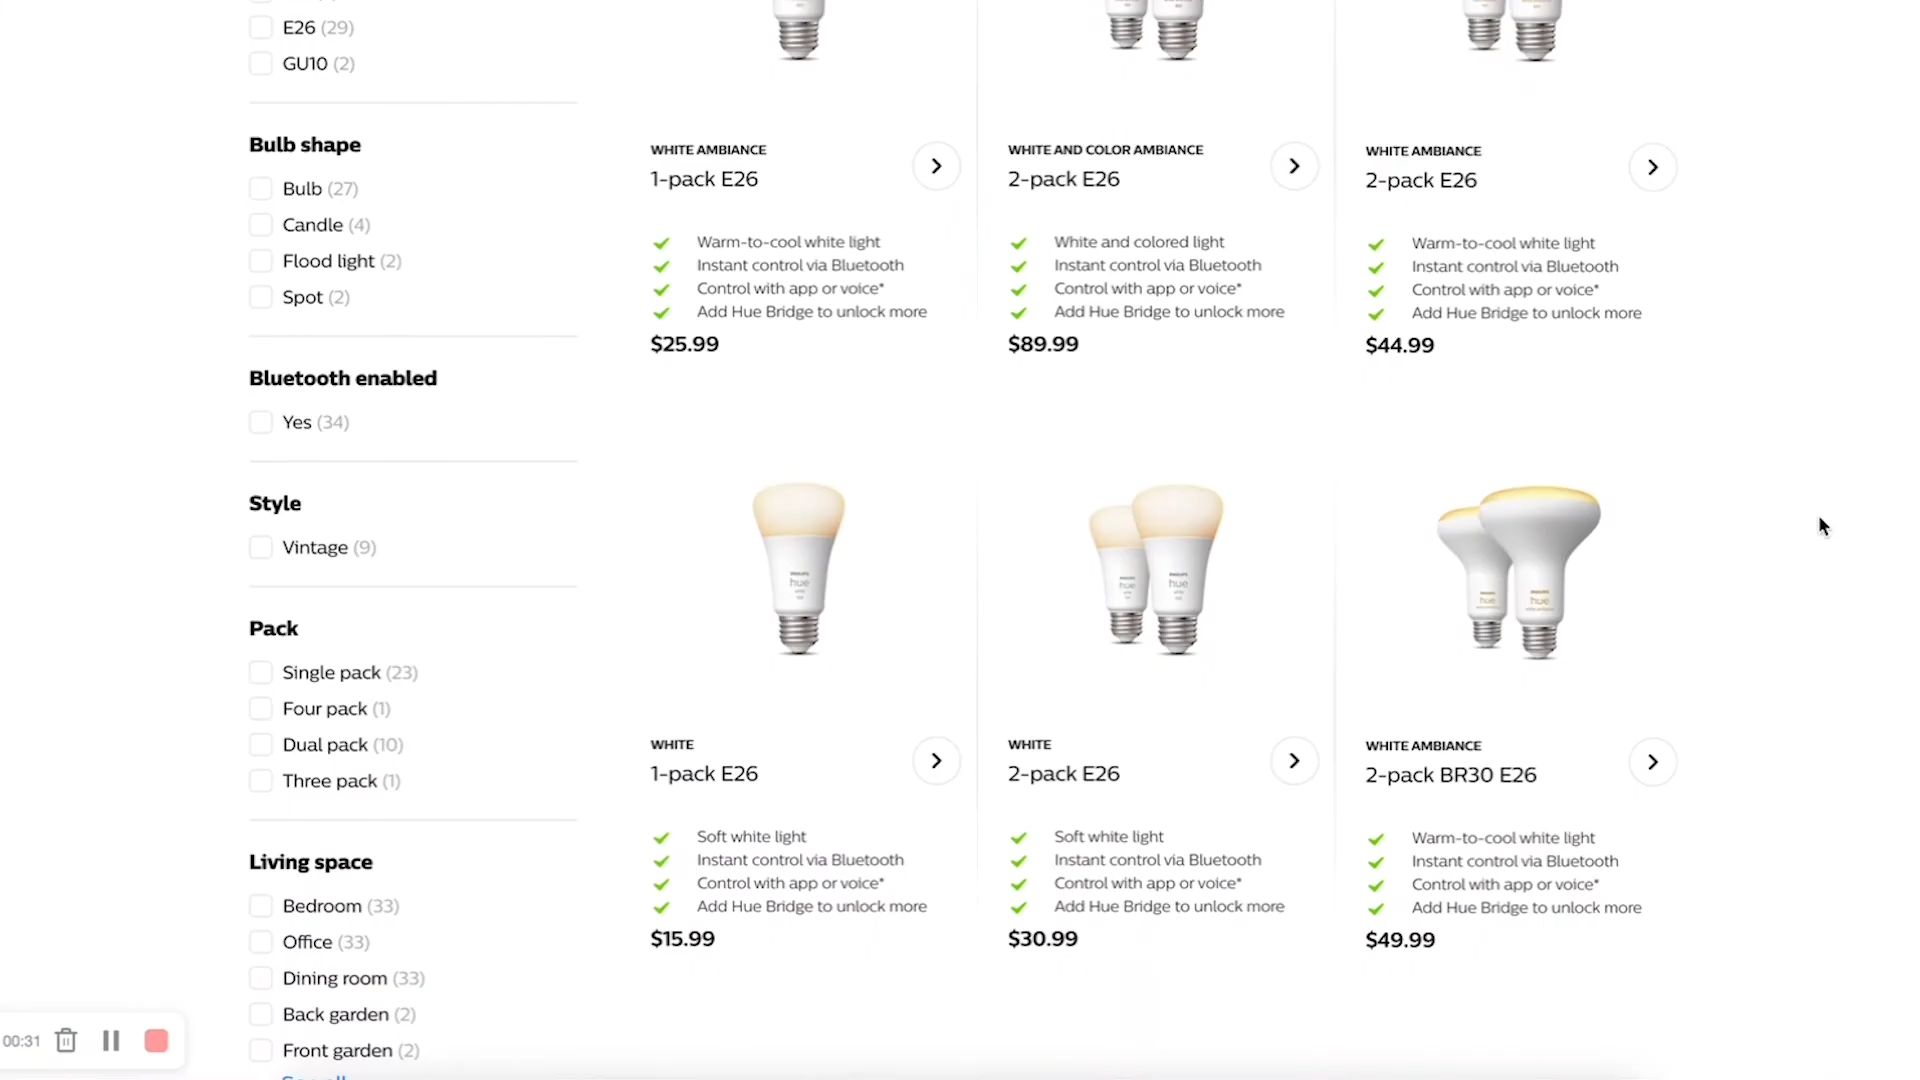 E26 (29)
GU10 (2)
Bulb shape
Bulb (27)
Candle (4)
Flood light (2)
Spot (2)
Bluetooth enabled
Yes (34)
Style
Vintage (9)
Pack
Single pack (23)
Four pack (1)
Dual pack (10)
Three pack (1)
Living space
Bedroom (33)
Office (33)
Dining room (33)
Back garden (2)
Front garden (2)
WHITE AMBIANCE
1-pack E26
Warm-to-cool white light
Instant control via Bluetooth
Control with app or voice*
Add Hue Bridge to unlock more
$25.99
WHITE AND COLOR AMBIANCE
2-pack E26
White and colored light
Instant control via Bluetooth
Control with app or voice*
Add Hue Bridge to unlock more
$89.99
WHITE AMBIANCE
2-pack E26
Warm-to-cool white light
Instant control via Bluetooth
Control with app or voice*
Add Hue Bridge to unlock more
$44.99
hue
WHITE
1-pack E26
Soft white light
Instant control via Bluetooth
Control with app or voice*
Add Hue Bridge to unlock more
$15.99
hue
hue
WHITE
2-pack E26
Soft white light
Instant control via Bluetooth
Control with app or voice*
Add Hue Bridge to unlock more
$30.99
hue
hue
WHITE AMBIANCE
2-pack BR30 E26
Warm-to-cool white light
Instant control via Bluetooth
Control with app or voice*
Add Hue Bridge to unlock more
$49.99
00:31